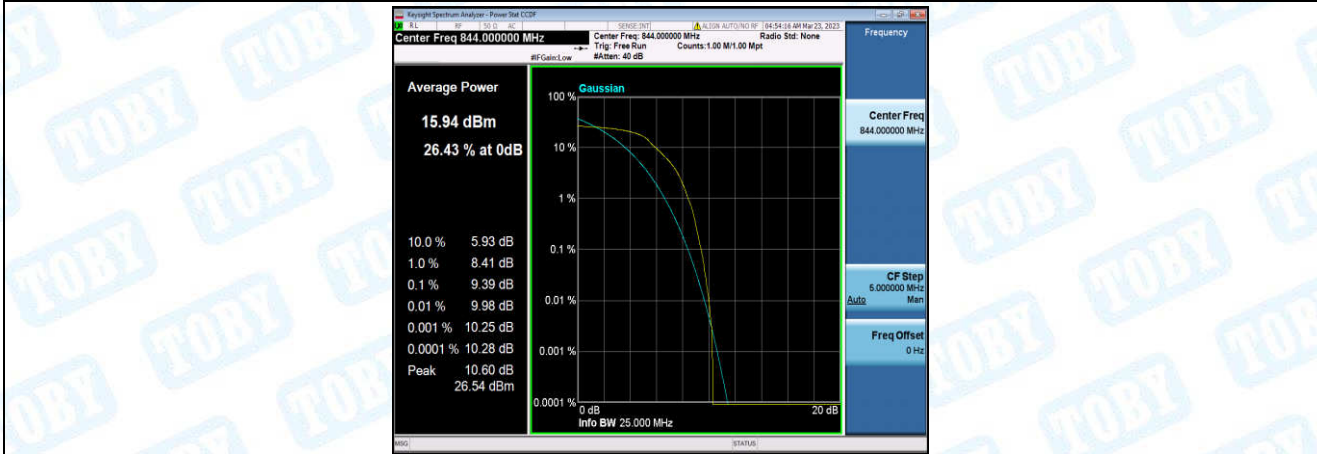 Keysight Spectrum Analyzer - Power Stat CCDF
RL RF 50 Ω AC SENSE:INT ALIGN AUTO/NO RF 04:54:16 AM Mar 23, 2023
Center Freq 844.000000 MHz
Center Freq: 844.000000 MHz Radio Std: None
Trig: Free Run Counts:1.00 M/1.00 Mpt
#IFGain:Low #Atten: 40 dB
Frequency
Average Power
15.94 dBm
26.43 % at 0dB
10.0 % 5.93 dB
1.0 % 8.41 dB
0.1 % 9.39 dB
0.01 % 9.98 dB
0.001 % 10.25 dB
0.0001 % 10.28 dB
Peak 10.60 dB
26.54 dBm
Gaussian
100 %
10 %
1 %
0.1 %
0.01 %
0.001 %
0.0001 %
0 dB 20 dB
Info BW 25.000 MHz
Center Freq
844.000000 MHz
CF Step
5.000000 MHz
Auto Man
Freq Offset
0 Hz
MSG STATUS
TOBY